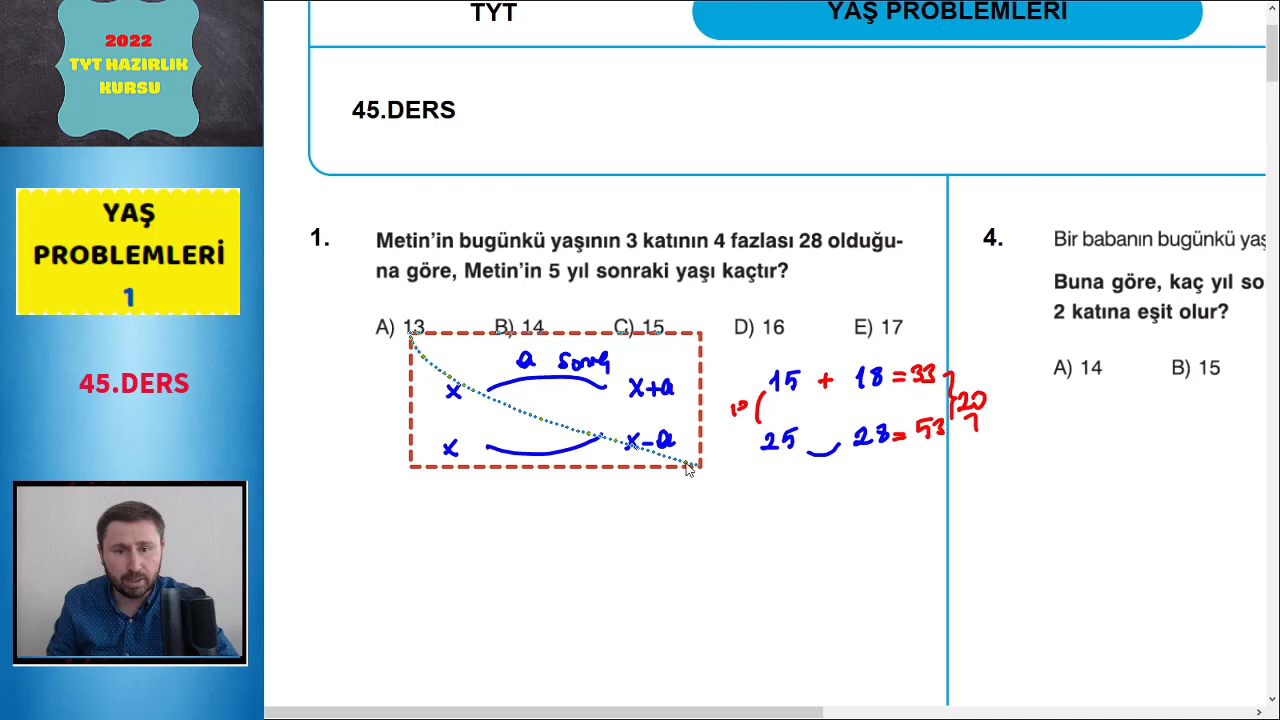 2022
TYT HAZIRLIK
KURSU
YAŞ
PROBLEMLERİ
1
45.DERS
TYT
YAŞ PROBLEMLERİ
45.DERS
1. Metin'in bugünkü yaşının 3 katının 4 fazlası 28 olduğu-
na göre, Metin'in 5 yıl sonraki yaşı kaçtır?
A) 13 B) 14 C) 15 D) 16 E) 17
a sonra
x x+a
x x-a
15 + 18 = 33
10 20
25 28 = 53
4. Bir babanın bugünkü yaş
Buna göre, kaç yıl so
2 katına eşit olur?
A) 14 B) 15